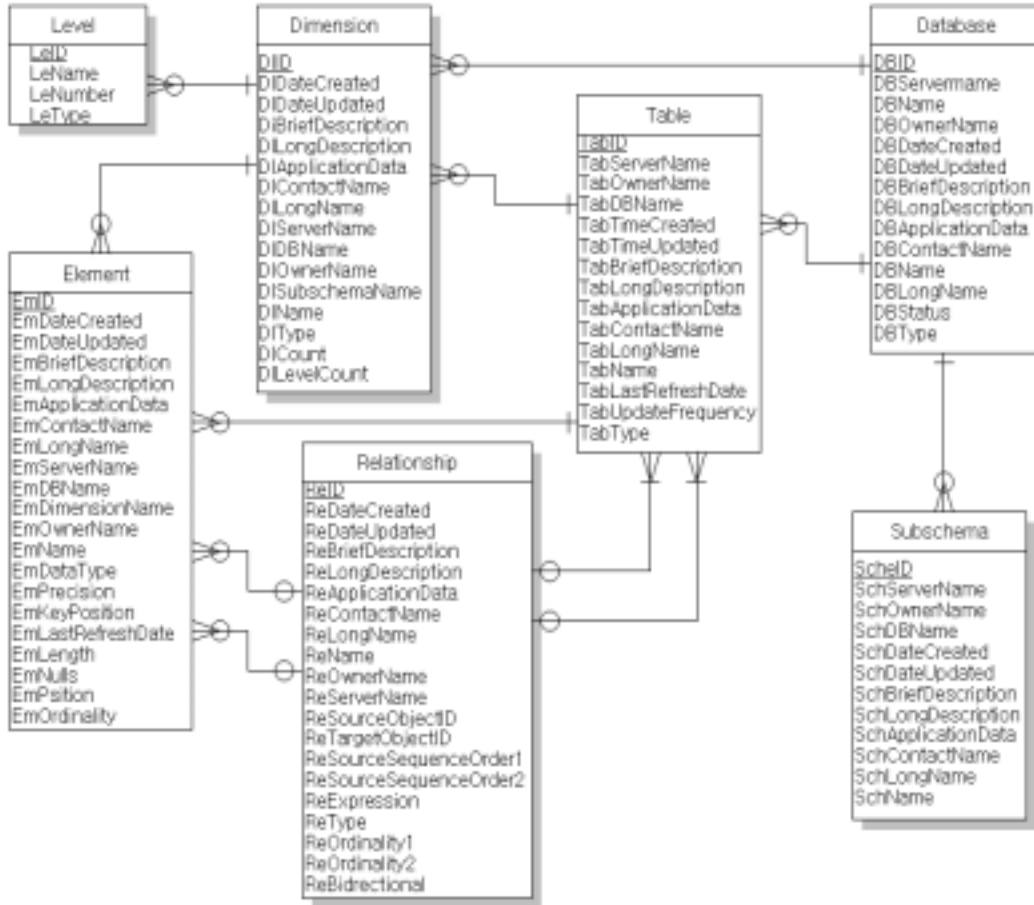 Level
LeID
LeName
LeNumber
LeType
Dimension
DIID
DIDateCreated
DIDateUpdated
DIBriefDescription
DILongDescription
DIApplicationData
DIContactName
DILongName
DIServerName
DIDBName
DIOwnerName
DISubschemaName
DIName
DIType
DICount
DILevelCount
Database
DBID
DBServername
DBName
DBOwnerName
DBDateCreated
DBDateUpdated
DBBriefDescription
DBLongDescription
DBApplicationData
DBContactName
DBName
DBLongName
DBStatus
DBType
Table
TabID
TabServerName
TabOwnerName
TabDBName
TabTimeCreated
TabTimeUpdated
TabBriefDescription
TabLongDescription
TabApplicationData
TabContactName
TabLongName
TabName
TabLastRefreshDate
TabUpdateFrequency
TabType
Element
EmID
EmDateCreated
EmDateUpdated
EmBriefDescription
EmLongDescription
EmApplicationData
EmContactName
EmLongName
EmServerName
EmDBName
EmDimensionName
EmOwnerName
EmName
EmDataType
EmPrecision
EmKeyPosition
EmLastRefreshDate
EmLength
EmNulls
EmPsition
EmOrdinality
Relationship
ReID
ReDateCreated
ReDateUpdated
ReBriefDescription
ReLongDescription
ReApplicationData
ReContactName
ReLongName
ReName
ReOwnerName
ReServerName
ReSourceObjectID
ReTargetObjectID
ReSourceSequenceOrder1
ReSourceSequenceOrder2
ReExpression
ReType
ReOrdinality1
ReOrdinality2
ReBidrectional
Subschema
ScheID
SchServerName
SchOwnerName
SchDBName
SchDateCreated
SchDateUpdated
SchBriefDescription
SchLongDescription
SchApplicationData
SchContactName
SchLongName
SchName